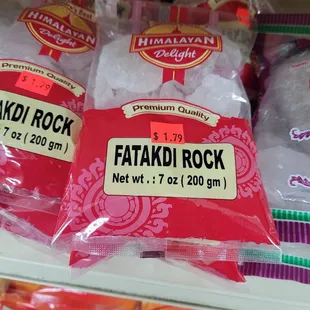 HIMALAYAN
Delight
Premium Quality
$ 1.79
FATAKDI ROCK
Net wt. : 7 oz ( 200 gm )
HIMALAYAN
Delight
$ 1.79
Premium Quality
AKDI ROCK
7 oz ( 200 gm )